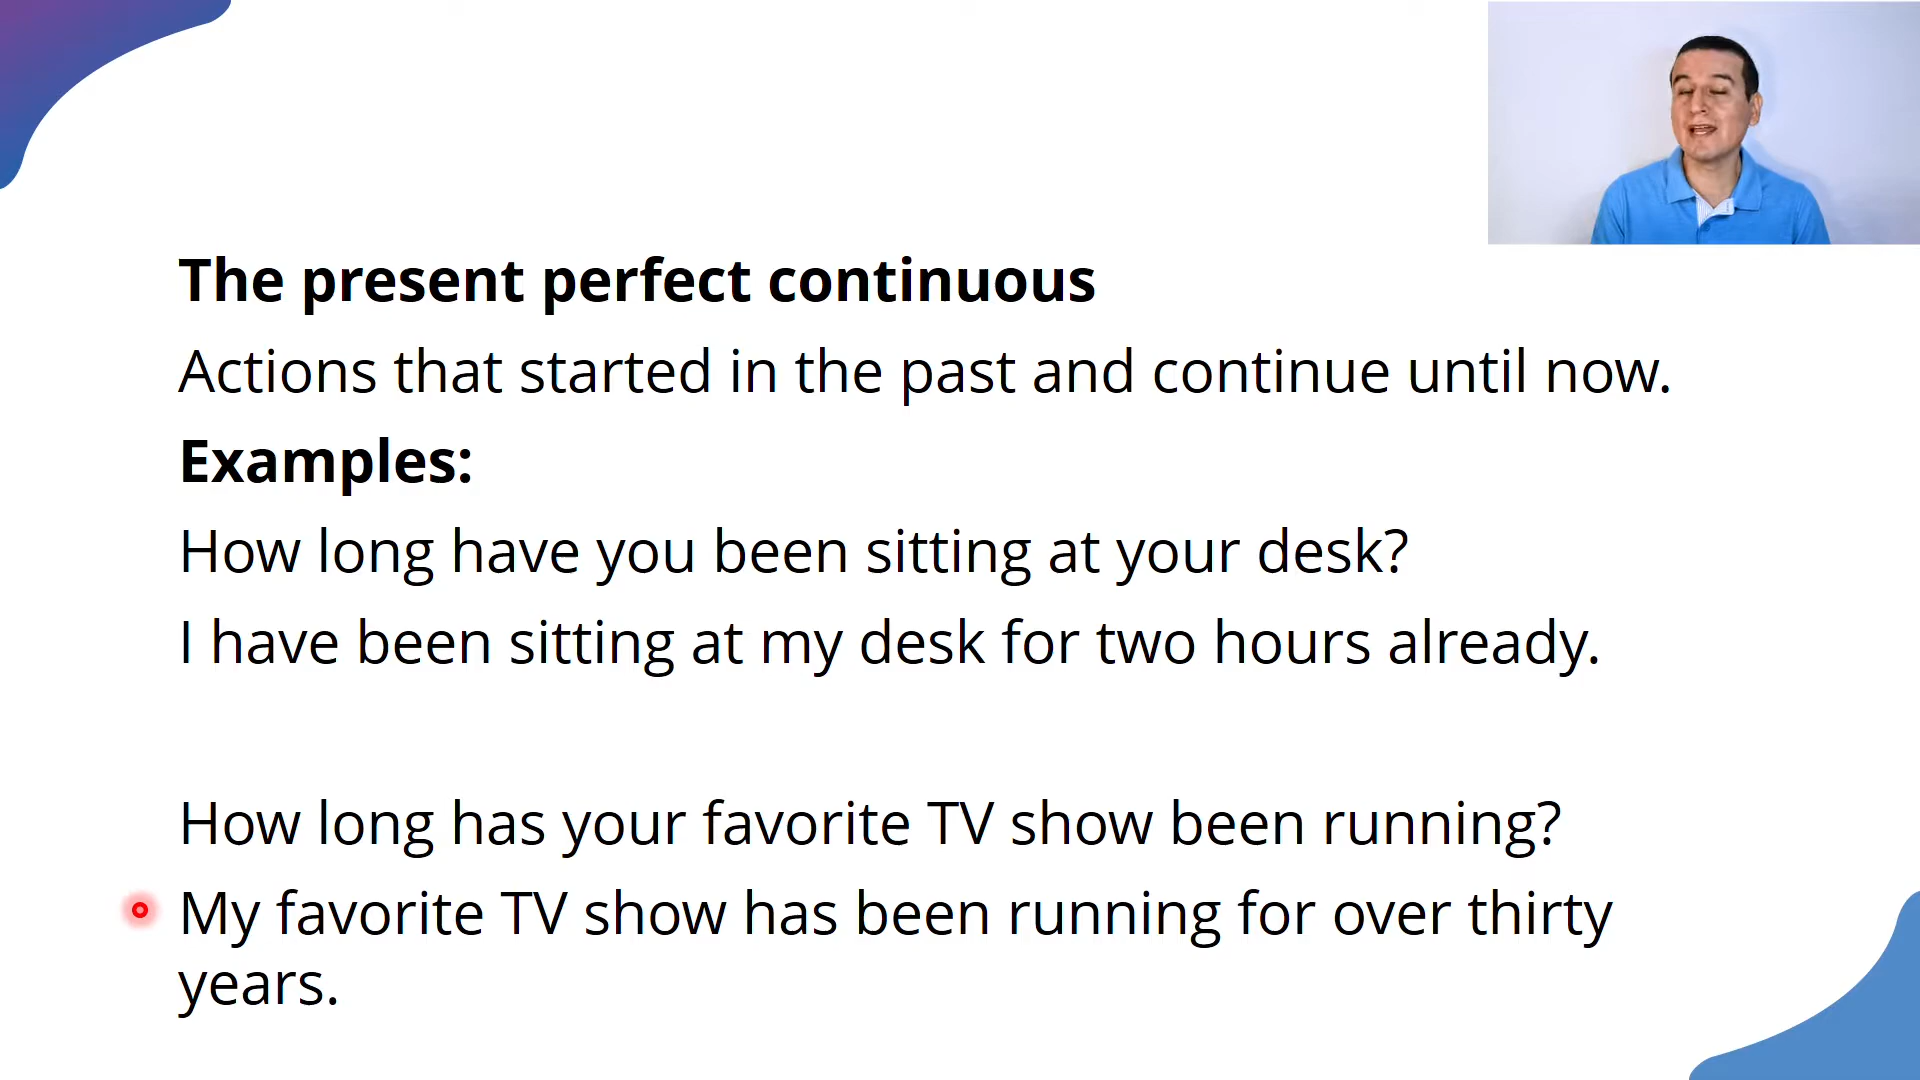 The present perfect continuous
Actions that started in the past and continue until now.
Examples:
How long have you been sitting at your desk?
I have been sitting at my desk for two hours already.
How long has your favorite TV show been running?
My favorite TV show has been running for over thirty
years.